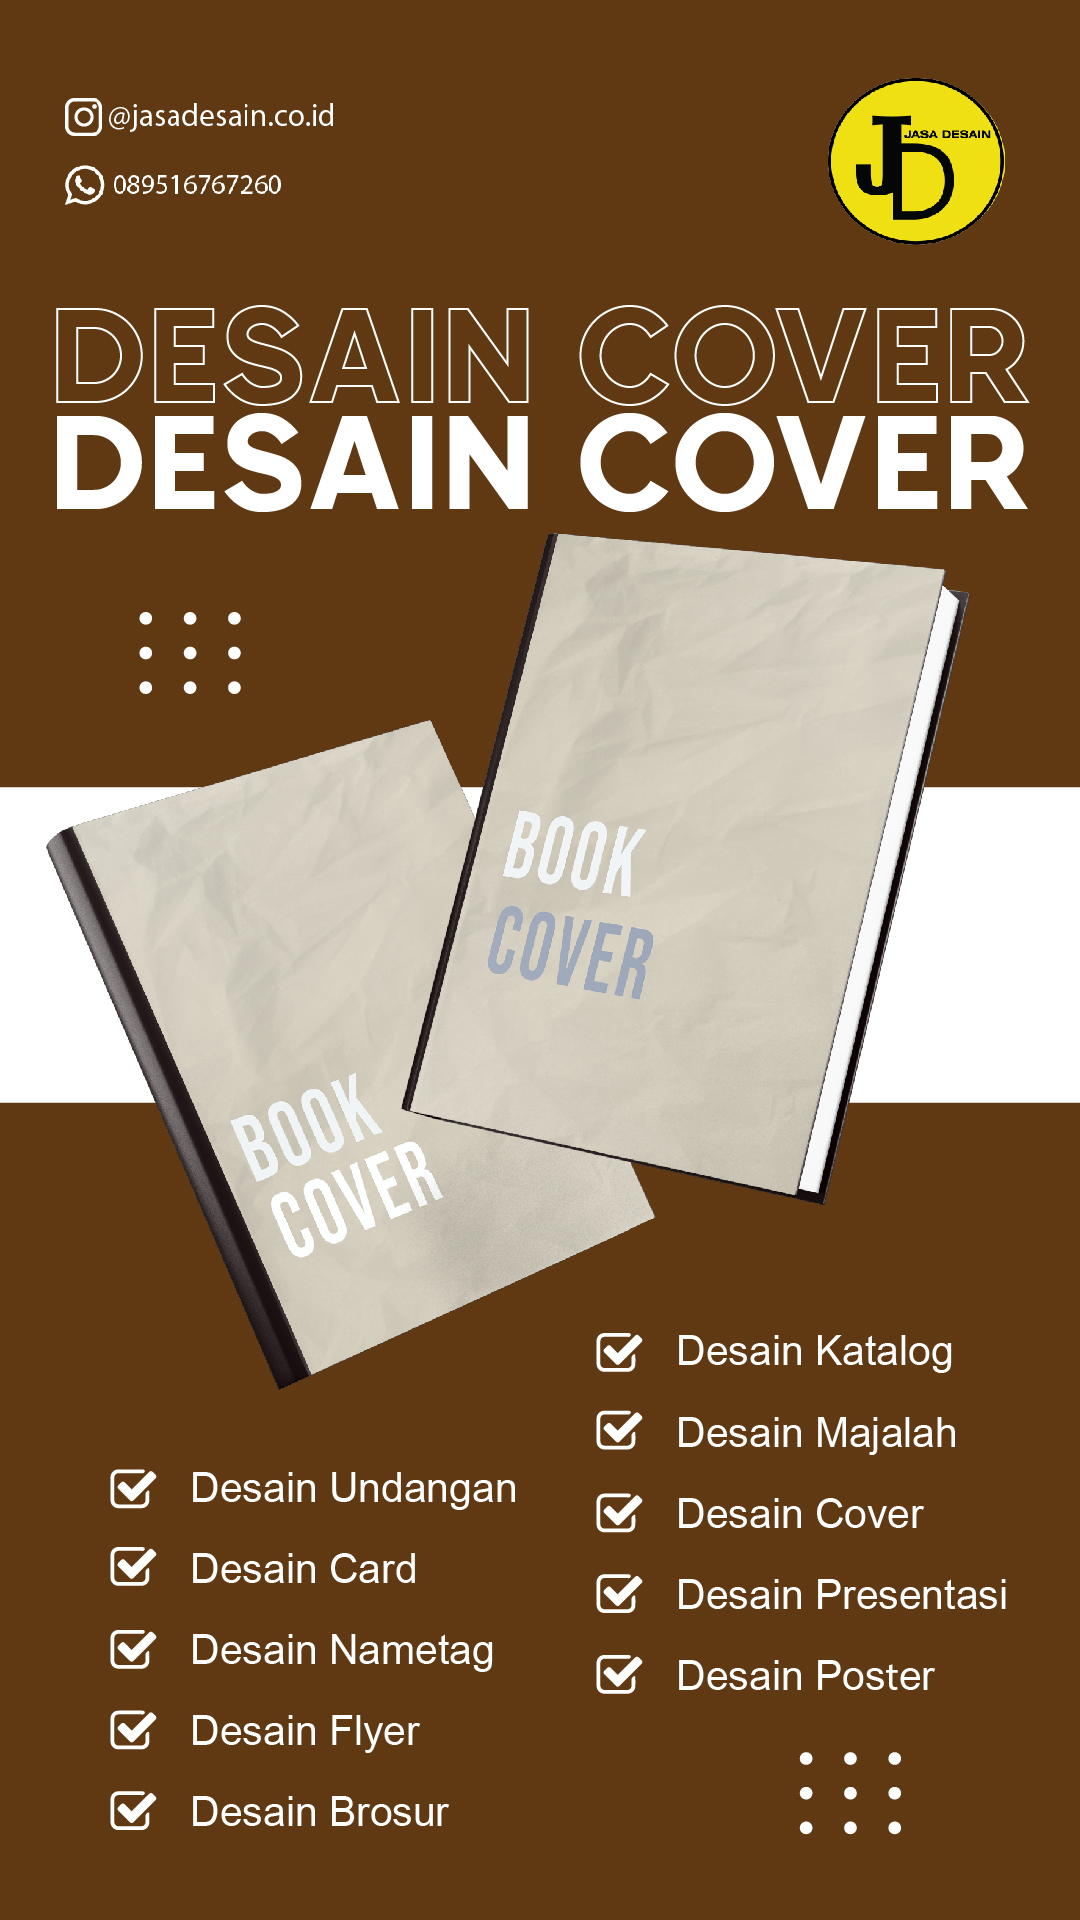 @jasadesain.co.id
089516767260
JASA DESAIN
JD
DESAIN COVER
DESAIN COVER
BOOK
COVER
BOOK
COVER
Desain Undangan
Desain Card
Desain Nametag
Desain Flyer
Desain Brosur
Desain Katalog
Desain Majalah
Desain Cover
Desain Presentasi
Desain Poster